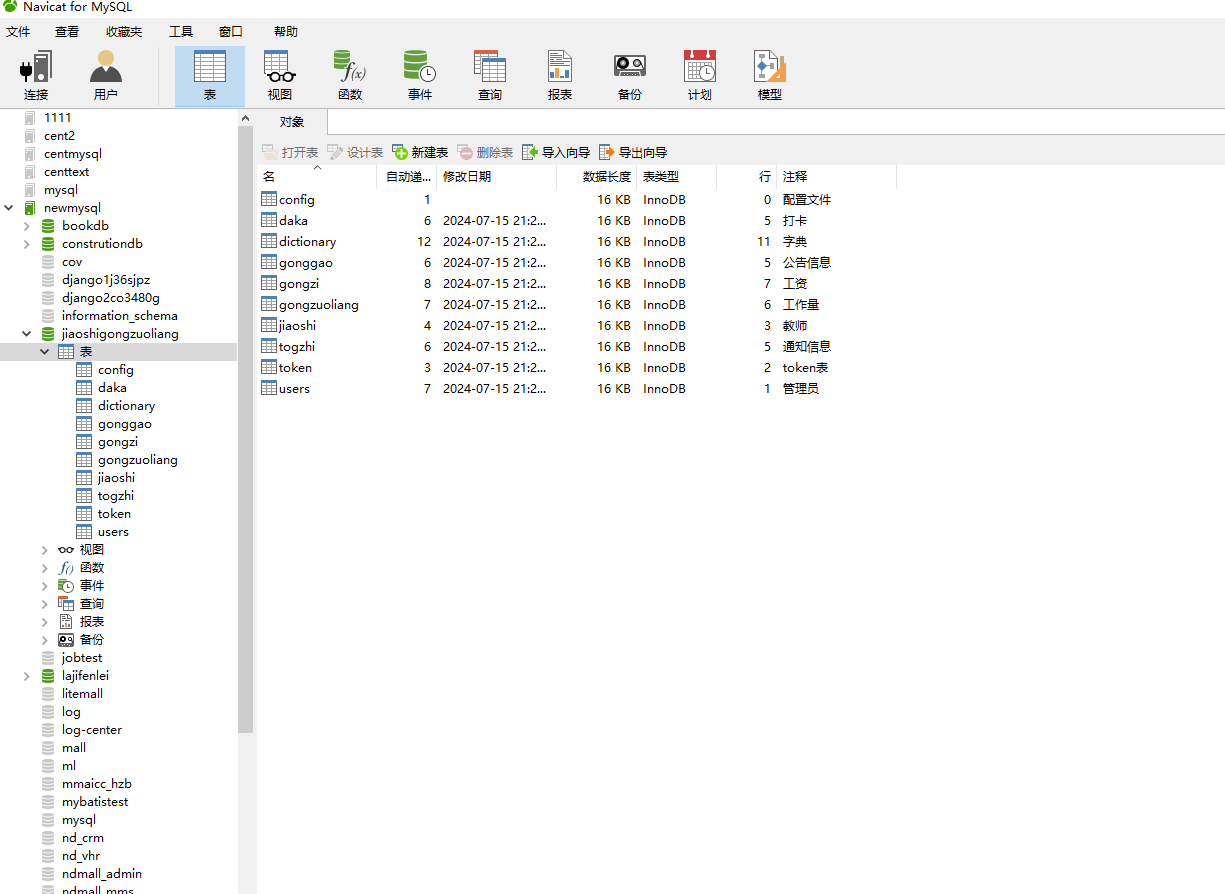 Navicat for MySQL
文件 查看 收藏夹 工具 窗口 帮助
连接 用户 表 视图 函数 事件 查询 报表 备份 计划 模型
1111
cent2
centmysql
centtext
mysql
newmysql
bookdb
construtiondb
cov
django1j36sjpz
django2co3480g
information_schema
jiaoshigongzuoliang
表
config
daka
dictionary
gonggao
gongzi
gongzuoliang
jiaoshi
togzhi
token
users
视图
函数
事件
查询
报表
备份
jobtest
lajifenlei
litemall
log
log-center
mall
ml
mmaicc_hzb
mybatistest
mysql
nd_crm
nd_vhr
ndmall_admin
ndmall_mms
对象
打开表 设计表 新建表 删除表 导入向导 导出向导
名 自动递... 修改日期 数据长度 表类型 行 注释
config 1 16 KB InnoDB 0 配置文件
daka 6 2024-07-15 21:2... 16 KB InnoDB 5 打卡
dictionary 12 2024-07-15 21:2... 16 KB InnoDB 11 字典
gonggao 6 2024-07-15 21:2... 16 KB InnoDB 5 公告信息
gongzi 8 2024-07-15 21:2... 16 KB InnoDB 7 工资
gongzuoliang 7 2024-07-15 21:2... 16 KB InnoDB 6 工作量
jiaoshi 4 2024-07-15 21:2... 16 KB InnoDB 3 教师
togzhi 6 2024-07-15 21:2... 16 KB InnoDB 5 通知信息
token 3 2024-07-15 21:2... 16 KB InnoDB 2 token表
users 7 2024-07-15 21:2... 16 KB InnoDB 1 管理员